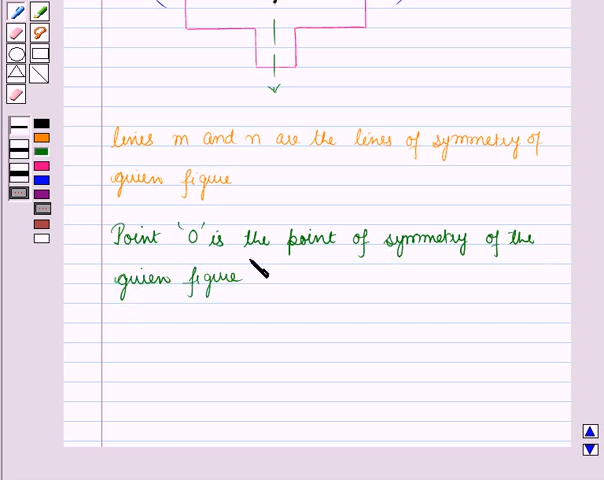 lines m and n are the lines of symmetry of
given figure
Point 'O' is the point of symmetry of the
given figure